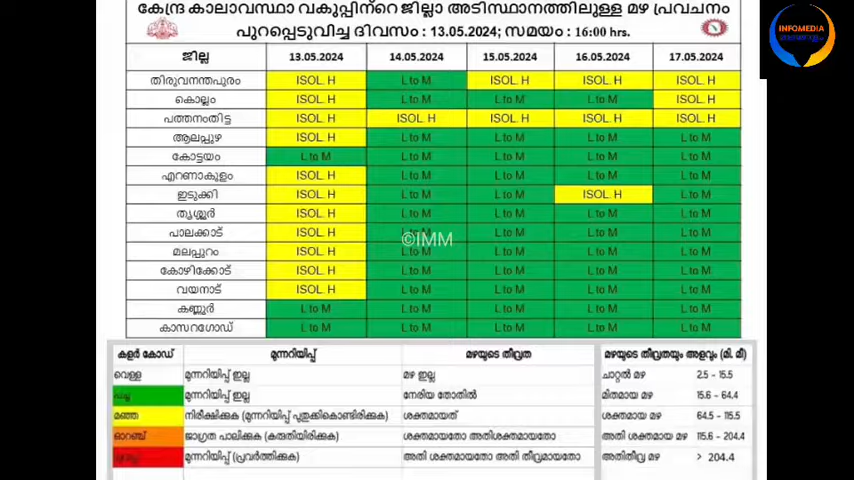 കേന്ദ്ര കാലാവസ്ഥാ വകുപ്പിൻറെ ജില്ലാ അടിസ്ഥാനത്തിലുള്ള മഴ പ്രവചനം
പുറപ്പെടുവിച്ച ദിവസം : 13.05.2024; സമയം : 16:00 hrs.
INFOMEDIA
ജില്ല 13.05.2024 14.05.2024 15.05.2024 16.05.2024 17.05.2024
തിരുവനന്തപുരം ISOL. H L to M ISOL. H ISOL. H ISOL. H
കൊല്ലം ISOL. H L to M L to M L to M ISOL. H
പത്തനംതിട്ട ISOL. H ISOL. H ISOL. H ISOL. H ISOL. H
ആലപ്പുഴ ISOL. H L to M L to M L to M L to M
കോട്ടയം L to M L to M L to M L to M L to M
എറണാകുളം ISOL. H L to M L to M L to M L to M
ഇടുക്കി ISOL. H L to M L to M ISOL. H L to M
തൃശ്ശൂർ ISOL. H L to M L to M L to M L to M
പാലക്കാട് ISOL. H L to M L to M L to M L to M
©IMM
മലപ്പുറം ISOL. H L to M L to M L to M L to M
കോഴിക്കോട് ISOL. H L to M L to M L to M L to M
വയനാട് ISOL. H L to M L to M L to M L to M
കണ്ണൂർ L to M L to M L to M L to M L to M
കാസറഗോഡ് L to M L to M L to M L to M L to M
കളർ കോഡ് മുന്നറിയിപ്പ് മഴയുടെ തീവ്രത മഴയുടെ തീവ്രതയും അളവും (മി. മീ)
വെള്ള മുന്നറിയിപ്പ് ഇല്ല മഴ ഇല്ല ചാറ്റൽ മഴ 2.5 - 15.5
പച്ച മുന്നറിയിപ്പ് ഇല്ല നേരിയ തോതിൽ മിതമായ മഴ 15.6 - 64.4
മഞ്ഞ നിരീക്ഷിക്കുക (മുന്നറിയിപ്പ് പുതുക്കികൊണ്ടിരിക്കുക) ശക്തമായത് ശക്തമായ മഴ 64.5 - 115.5
ഓറഞ്ച് ജാഗ്രത പാലിക്കുക (കരുതിയിരിക്കുക) ശക്തമായതോ അതിശക്തമായതോ അതി ശക്തമായ മഴ 115.6 - 204.4
മുന്നറിയിപ്പ് (പ്രവർത്തിക്കുക) അതി ശക്തമായതോ അതി തീവ്രമായതോ അതിതീവ്ര മഴ > 204.4